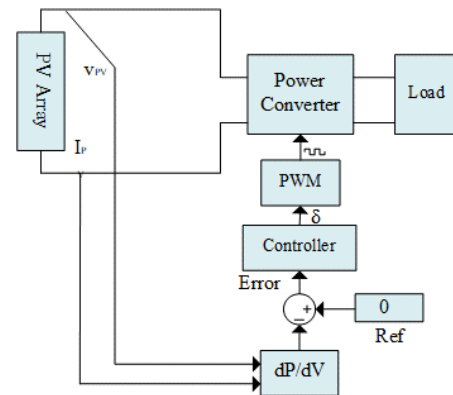 PV Array
VPV
IP
Power
Converter
Load
PWM
δ
Controller
Error
+
−
0
Ref
dP/dV